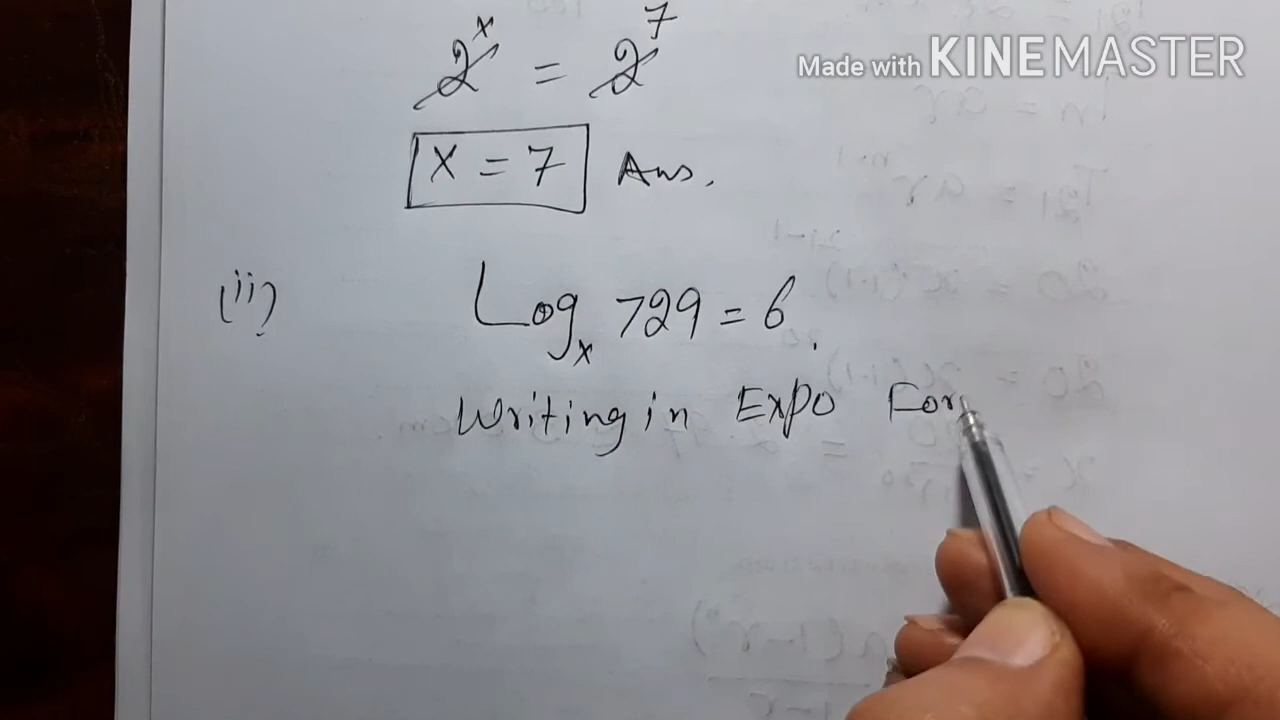 Made with KINEMASTER
2^x = 2^7
x = 7 Ans.
(ii) Log_x 729 = 6.
Writing in Expo For